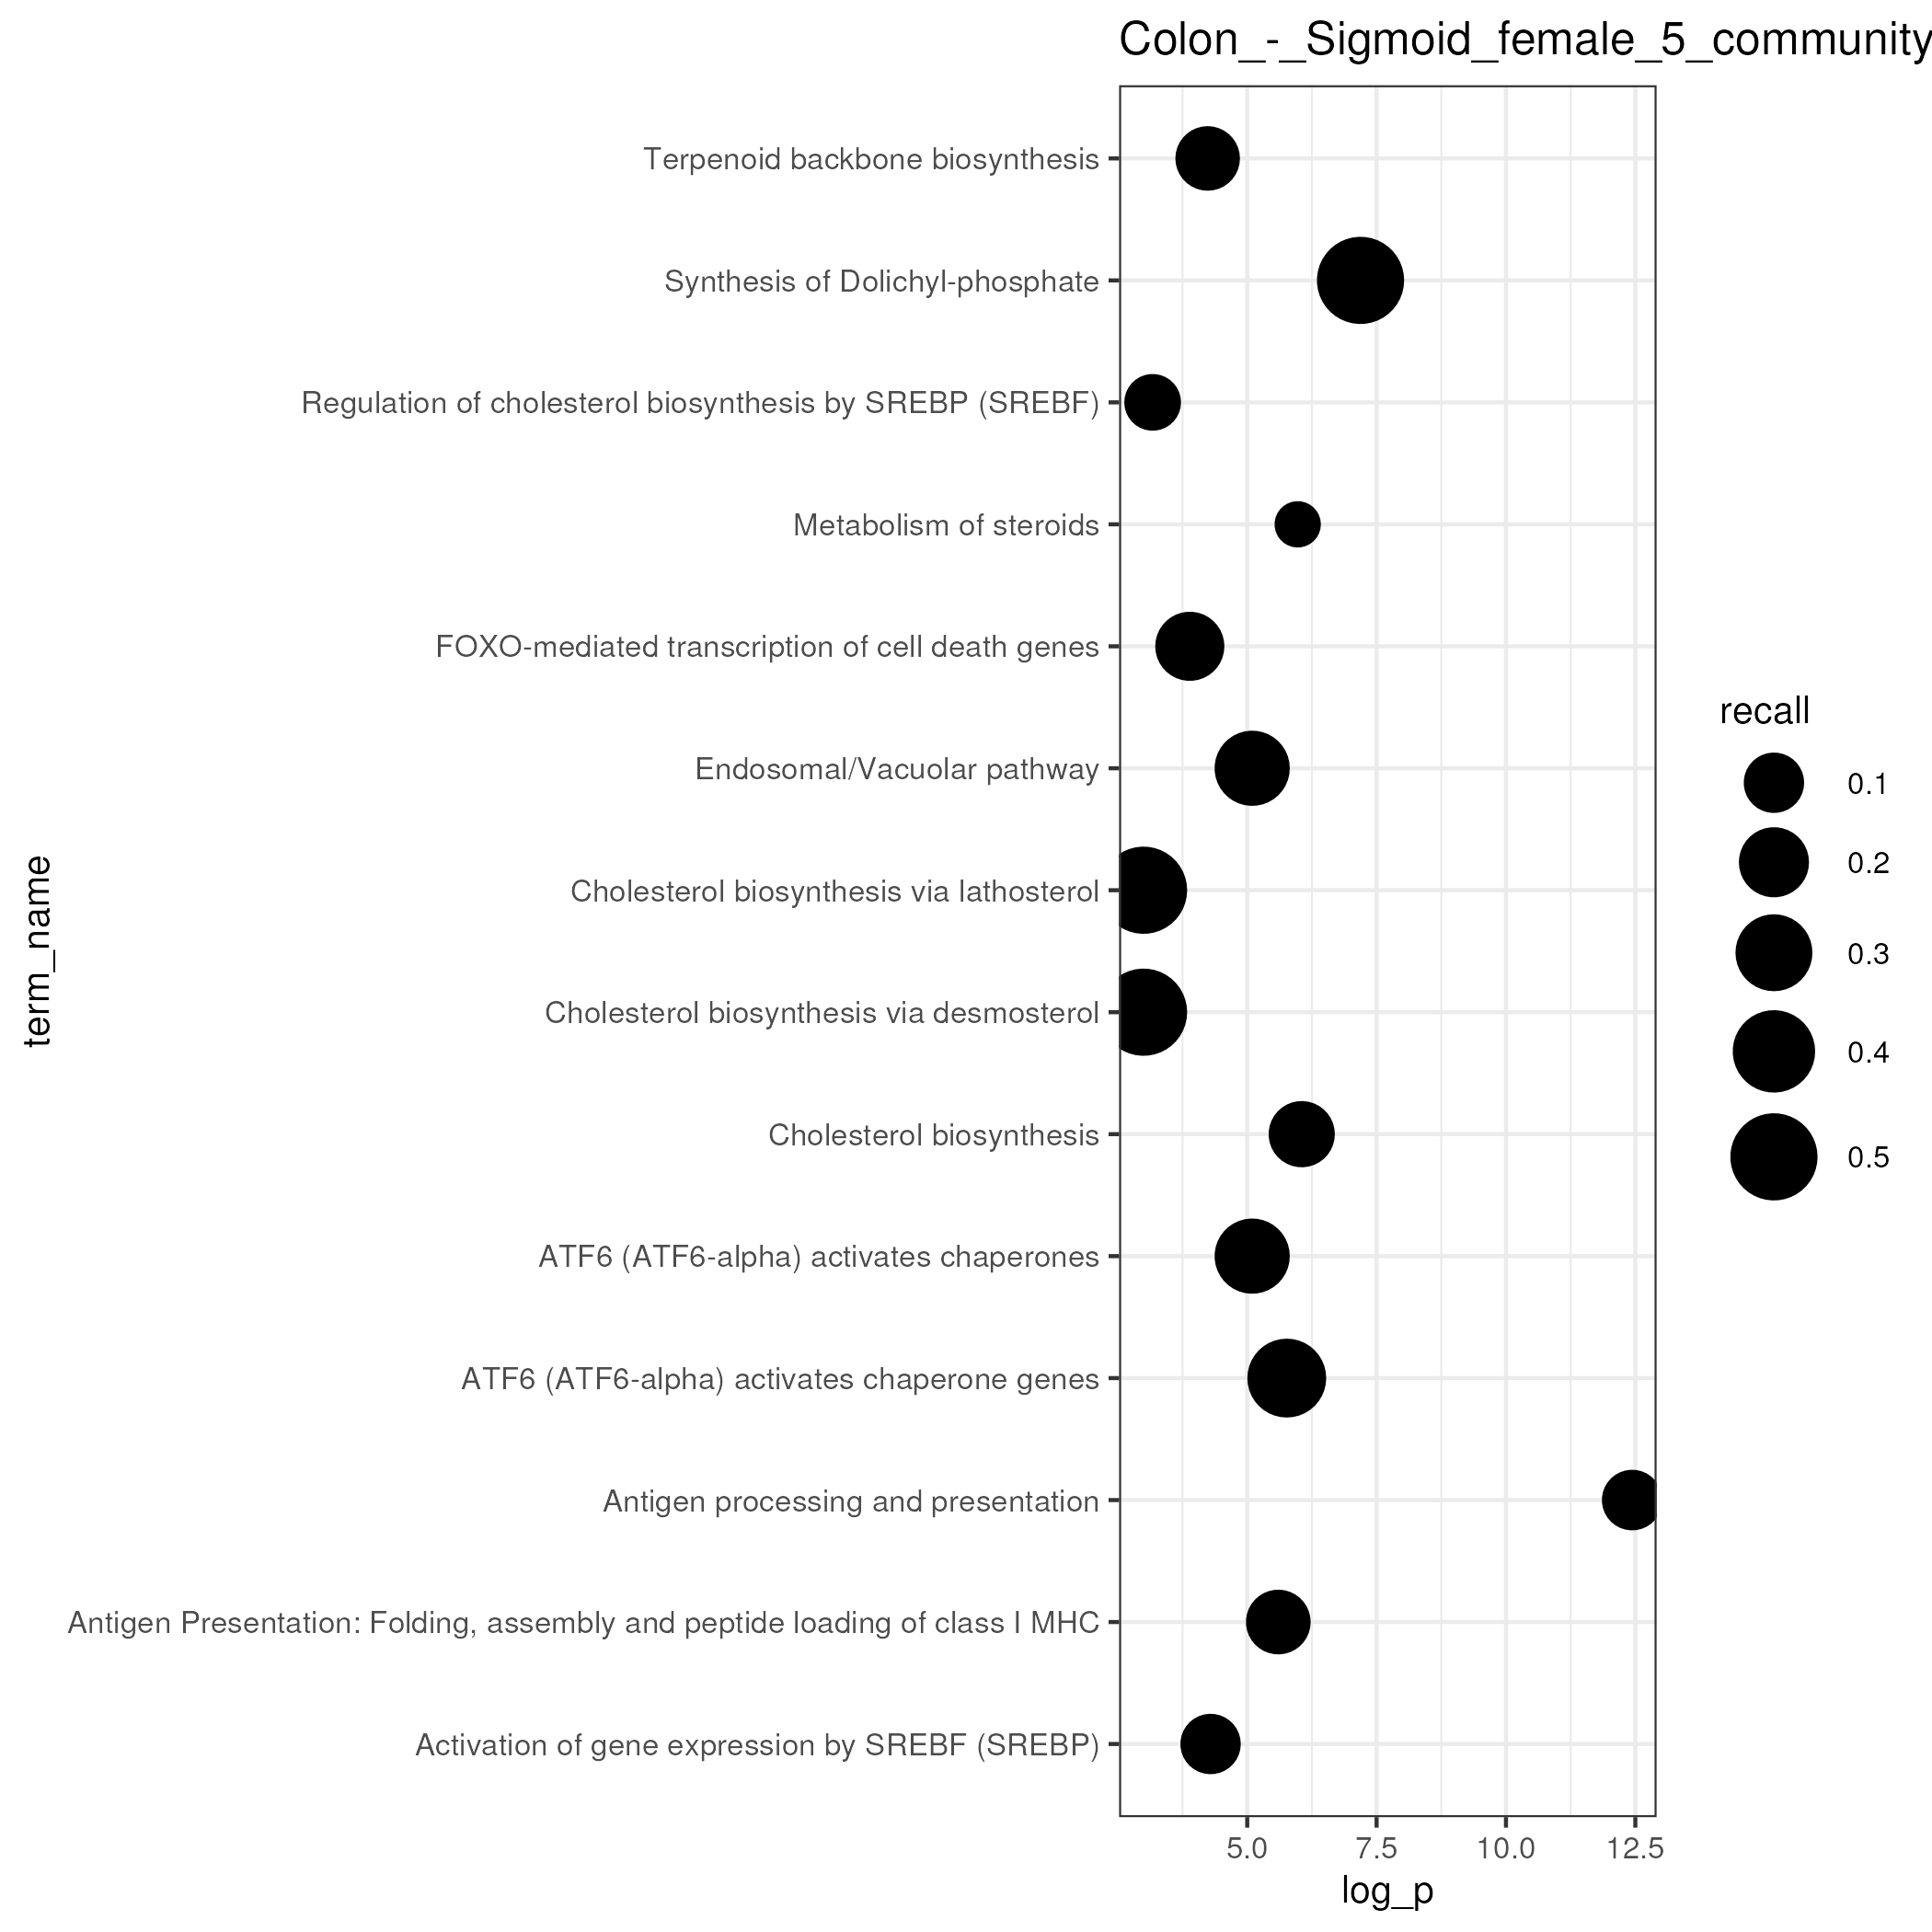 Colon_-_Sigmoid_female_5_community
Terpenoid backbone biosynthesis
Synthesis of Dolichyl-phosphate
Regulation of cholesterol biosynthesis by SREBP (SREBF)
Metabolism of steroids
FOXO-mediated transcription of cell death genes
Endosomal/Vacuolar pathway
Cholesterol biosynthesis via lathosterol
Cholesterol biosynthesis via desmosterol
Cholesterol biosynthesis
ATF6 (ATF6-alpha) activates chaperones
ATF6 (ATF6-alpha) activates chaperone genes
Antigen processing and presentation
Antigen Presentation: Folding, assembly and peptide loading of class I MHC
Activation of gene expression by SREBF (SREBP)
term_name
5.0 7.5 10.0 12.5
log_p
recall
0.1
0.2
0.3
0.4
0.5